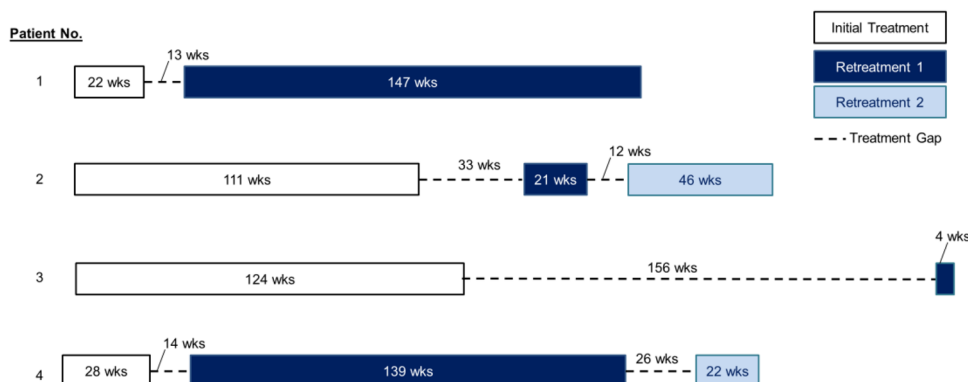 Patient No.
Initial Treatment
Retreatment 1
Retreatment 2
Treatment Gap
13 wks
1
22 wks
147 wks
33 wks
12 wks
2
111 wks
21 wks
46 wks
4 wks
156 wks
3
124 wks
14 wks
26 wks
4
28 wks
139 wks
22 wks